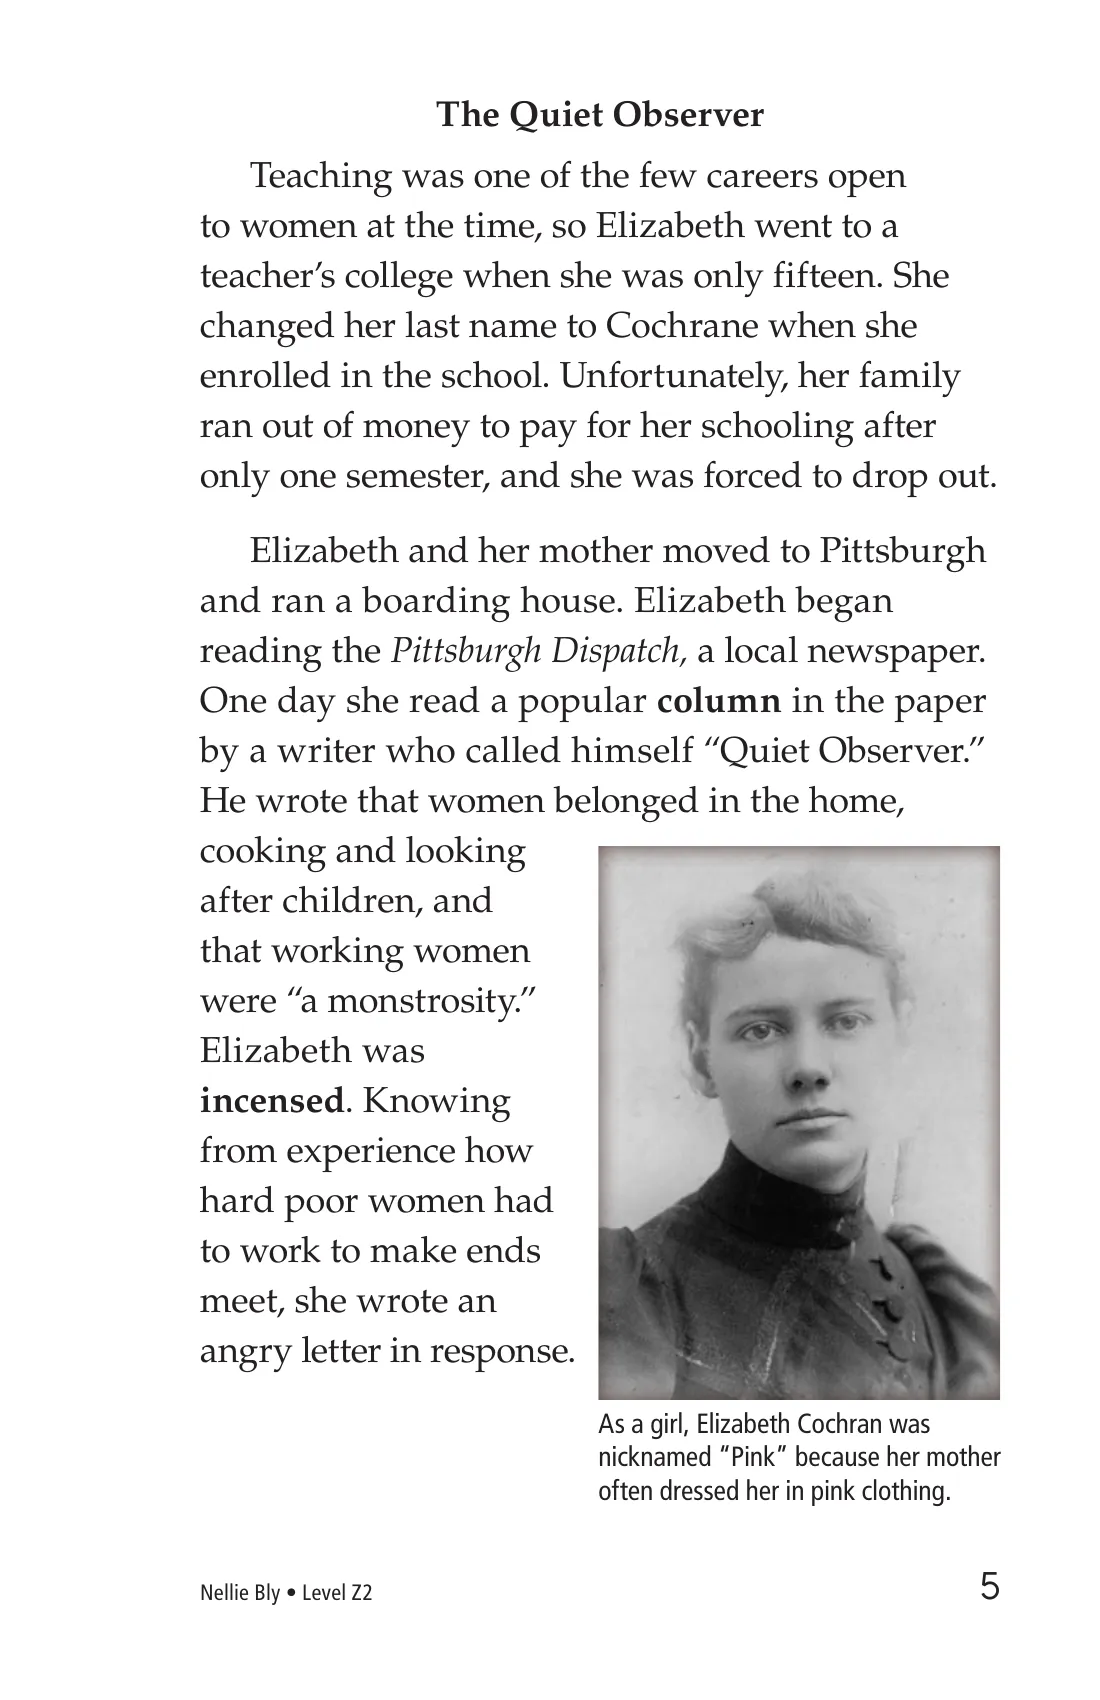 The Quiet Observer
Teaching was one of the few careers open
to women at the time, so Elizabeth went to a
teacher’s college when she was only fifteen. She
changed her last name to Cochrane when she
enrolled in the school. Unfortunately, her family
ran out of money to pay for her schooling after
only one semester, and she was forced to drop out.
Elizabeth and her mother moved to Pittsburgh
and ran a boarding house. Elizabeth began
reading the Pittsburgh Dispatch, a local newspaper.
One day she read a popular column in the paper
by a writer who called himself “Quiet Observer.”
He wrote that women belonged in the home,
cooking and looking
after children, and
that working women
were “a monstrosity.”
Elizabeth was
incensed. Knowing
from experience how
hard poor women had
to work to make ends
meet, she wrote an
angry letter in response.
As a girl, Elizabeth Cochran was
nicknamed “Pink” because her mother
often dressed her in pink clothing.
Nellie Bly • Level Z2
5